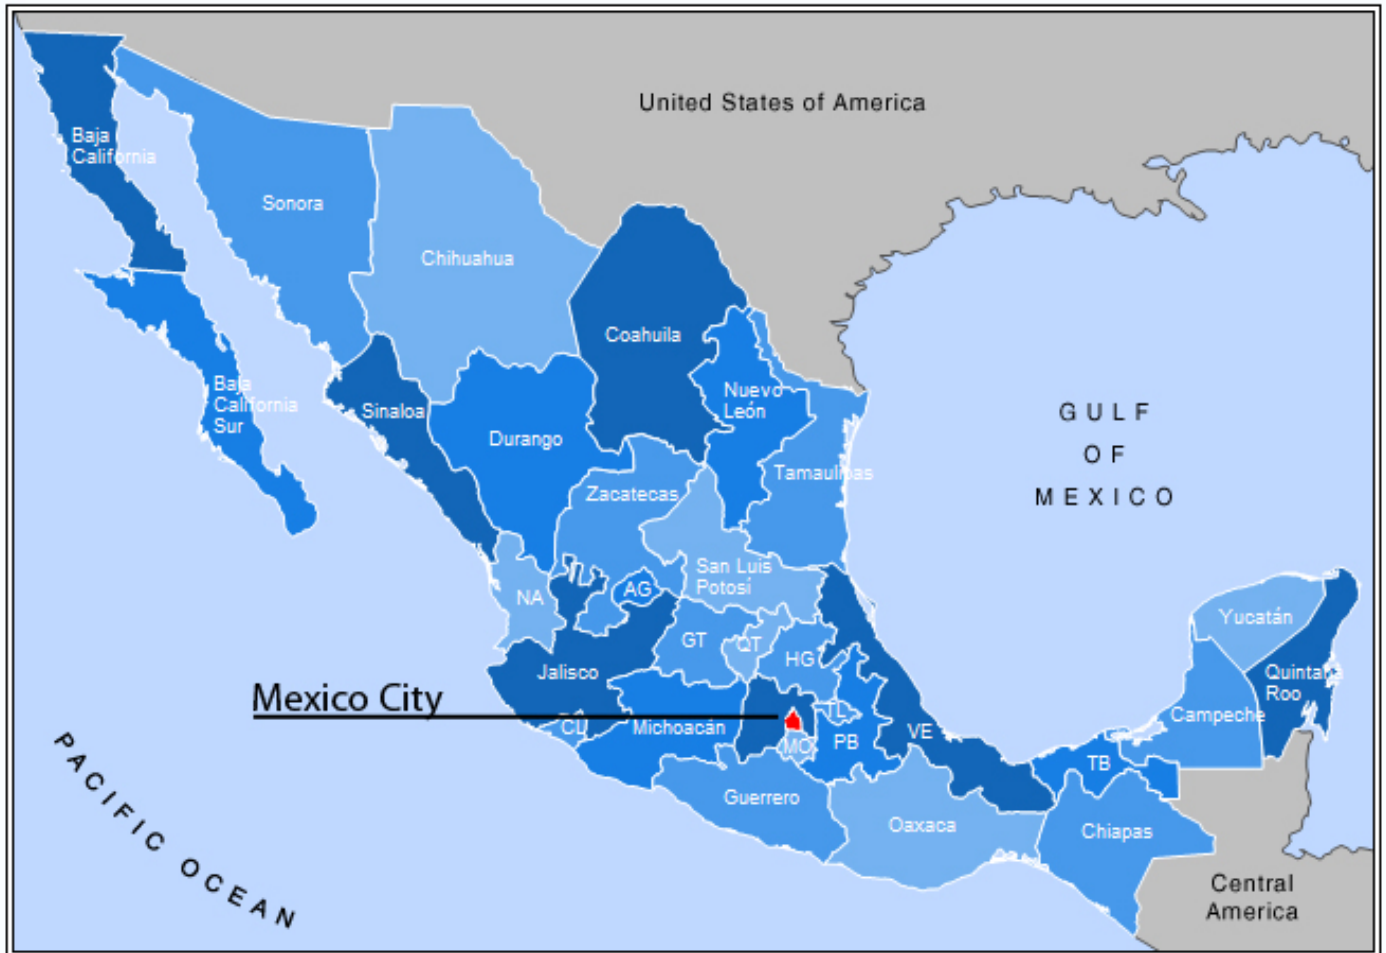 United States of America
Baja
California
Sonora
Chihuahua
Coahuila
Baja
California
Sur
Sinaloa
Durango
Nuevo
León
GULF
OF
MEXICO
Tamaulipas
Zacatecas
San Luis
Potosí
NA
AG
GT
QT
HG
Yucatán
Jalisco
Quintana
Roo
Mexico City
Campeche
CL
Michoacán
TL
MO
PB
VE
TB
Guerrero
Oaxaca
Chiapas
PACIFIC OCEAN
Central
America